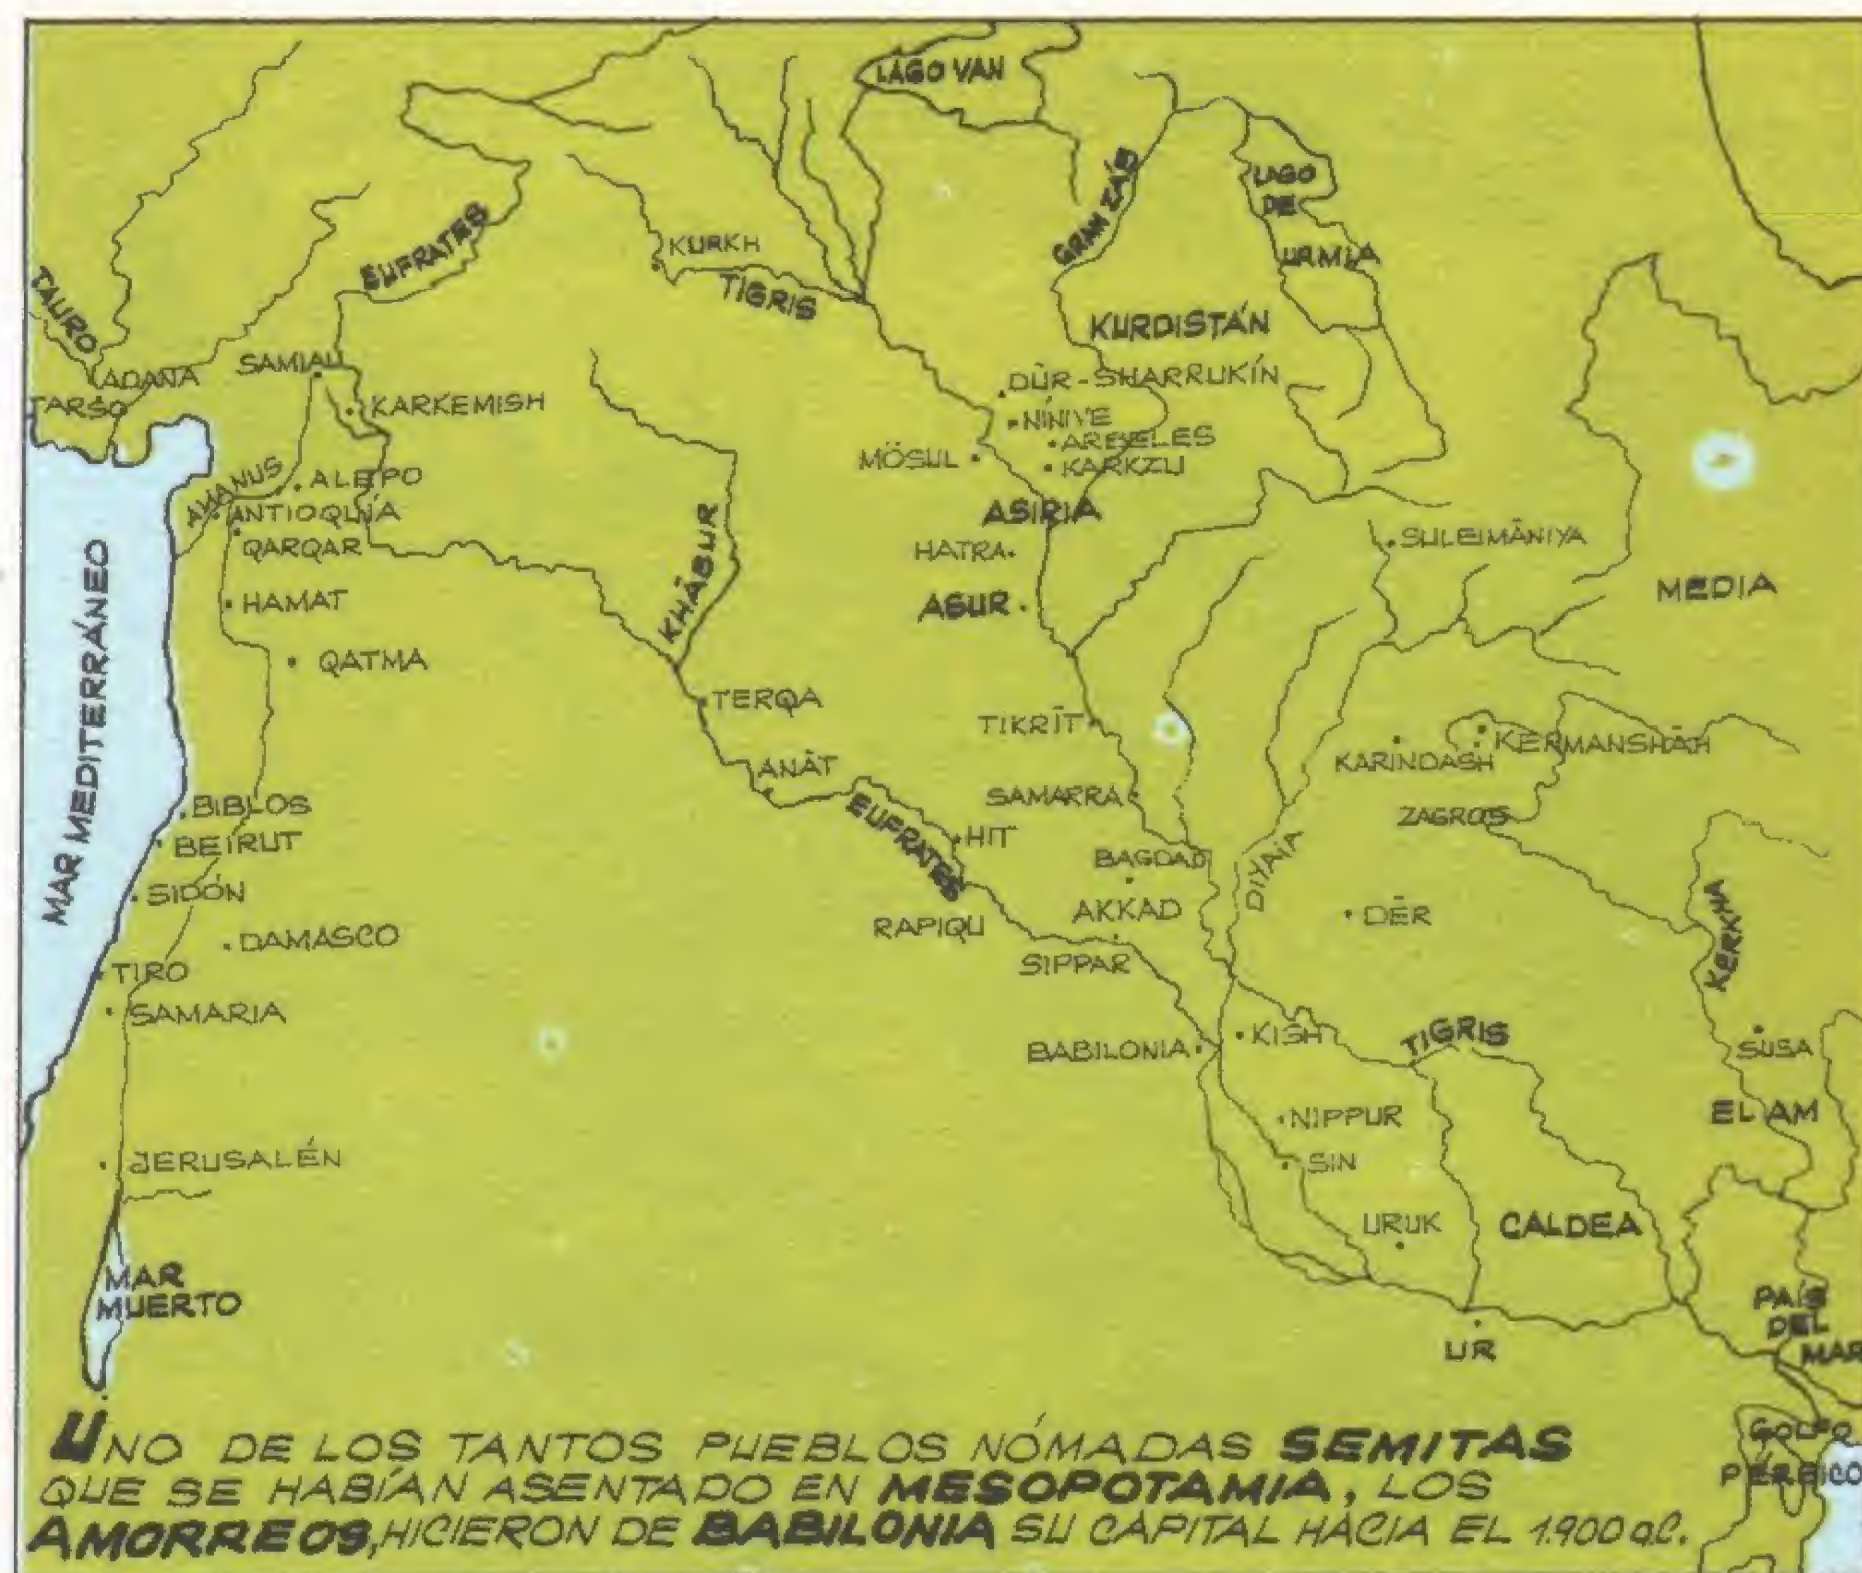 LAGO VAN
GRAN ZAB
LAGO
DE
URMIA
EUFRATES
KURKH
TIGRIS
TAURO
KURDISTÁN
ADANA
SAMIAL
TARSO
KARKEMISH
DŪR-SHARRUKÍN
NÍNIVE
ARBELES
MÖSUL
KARKZU
AMANUS
ALEPO
ANTIOQUÍA
ASIRIA
QARQAR
KHĀBUR
HATRA
SULEIMĀNIYA
MAR MEDITERRÁNEO
HAMAT
ASUR
MEDIA
QATMA
TERQA
TIKRĪT
KERMANSHĀH
KARINDASH
ANĀT
BIBLOS
EUFRATES
SAMARRA
ZAGROS
BEIRUT
HIT
BAGDAD
DIYALA
SIDÓN
AKKAD
DĒR
RAPIQU
KERKHA
DAMASCO
TIRO
SIPPAR
SAMARIA
KISH
TIGRIS
BABILONIA
SUSA
NIPPUR
ELAM
JERUSALÉN
SIN
URUK
CALDEA
MAR
MUERTO
PAÍS
DEL
MAR
UR
GOLFO
PÉRSICO
UNO DE LOS TANTOS PUEBLOS NÓMADAS SEMITAS
QUE SE HABÍAN ASENTADO EN MESOPOTAMIA, LOS
AMORREOS, HICIERON DE BABILONIA SU CAPITAL HACIA EL 1.900 a.C.